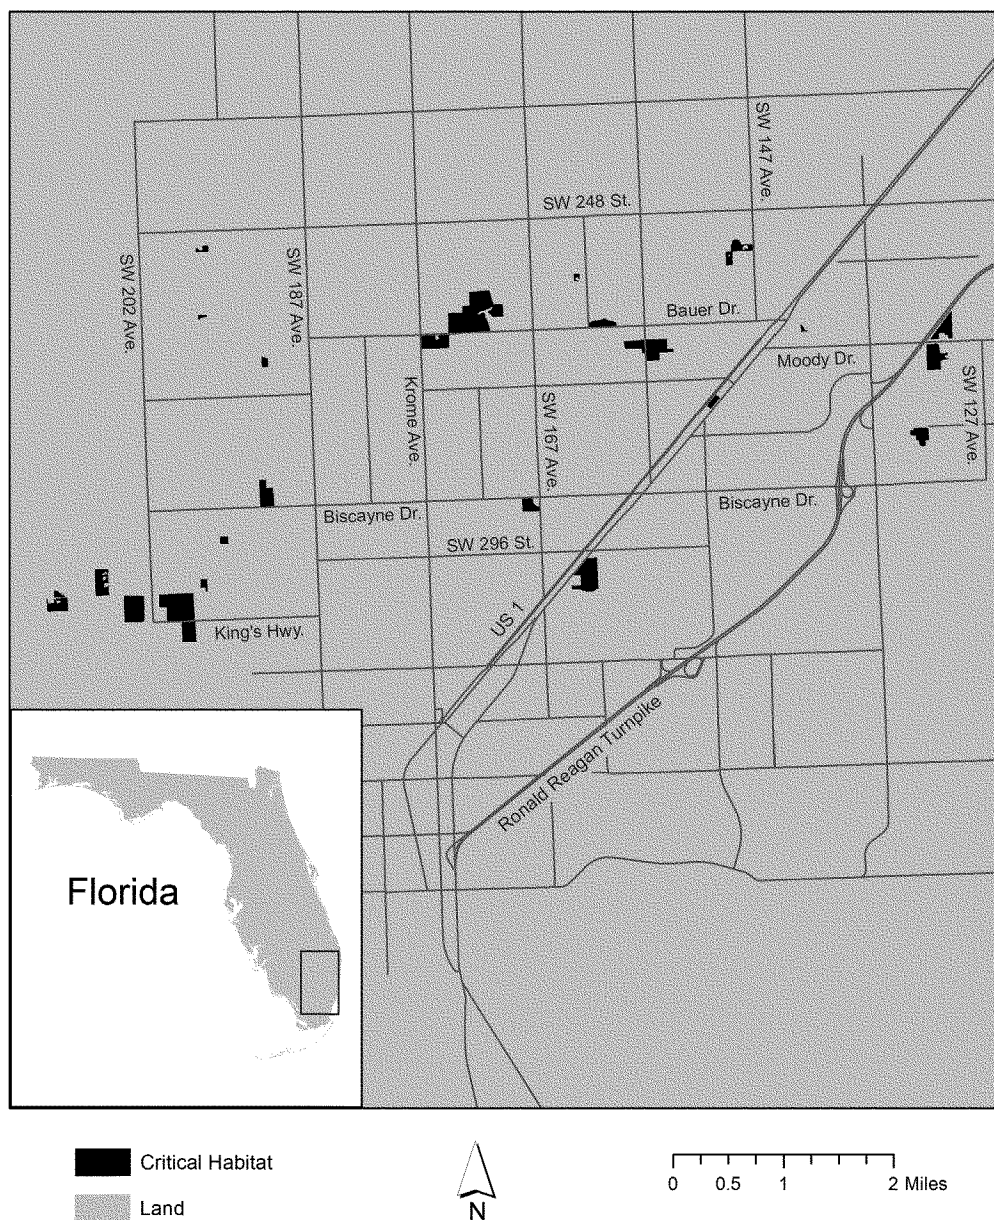 SW 147 Ave.
SW 248 St.
SW 202 Ave.
SW 187 Ave.
Bauer Dr.
Moody Dr.
Krome Ave.
SW 167 Ave.
SW 127 Ave.
Biscayne Dr.
Biscayne Dr.
SW 296 St.
US 1
King's Hwy.
Ronald Reagan Turnpike
Florida
Critical Habitat
Land
N
0 0.5 1 2 Miles